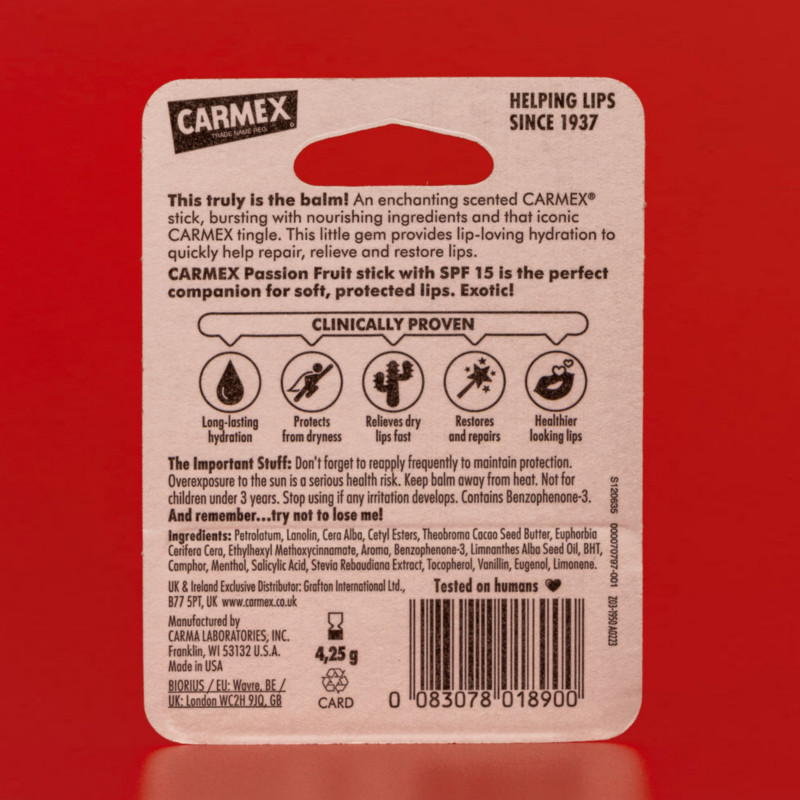 CARMEX
TRADE NAME REG.
HELPING LIPS
SINCE 1937
This truly is the balm! An enchanting scented CARMEX®
stick, bursting with nourishing ingredients and that iconic
CARMEX tingle. This little gem provides lip-loving hydration to
quickly help repair, relieve and restore lips.
CARMEX Passion Fruit stick with SPF 15 is the perfect
companion for soft, protected lips. Exotic!
CLINICALLY PROVEN
Long-lasting
hydration
Protects
from dryness
Relieves dry
lips fast
Restores
and repairs
Healthier
looking lips
The Important Stuff: Don't forget to reapply frequently to maintain protection.
Overexposure to the sun is a serious health risk. Keep balm away from heat. Not for
children under 3 years. Stop using if any irritation develops. Contains Benzophenone-3.
And remember...try not to lose me!
Ingredients: Petrolatum, Lanolin, Cera Alba, Cetyl Esters, Theobroma Cacao Seed Butter, Euphorbia
Cerifera Cera, Ethylhexyl Methoxycinnamate, Aroma, Benzophenone-3, Limnanthes Alba Seed Oil, BHT,
Camphor, Menthol, Salicylic Acid, Stevia Rebaudiana Extract, Tocopherol, Vanillin, Eugenol, Limonene.
UK & Ireland Exclusive Distributor: Grafton International Ltd.,
B77 5PT, UK www.carmex.co.uk
Manufactured by
CARMA LABORATORIES, INC.
Franklin, WI 53132 U.S.A.
Made in USA
BIORIUS / EU: Wavre, BE /
UK: London WC2H 9JQ, GB
4,25 g
CARD
Tested on humans
0 083078 018900
S120635 000070797-001 Z03-1950 A0223